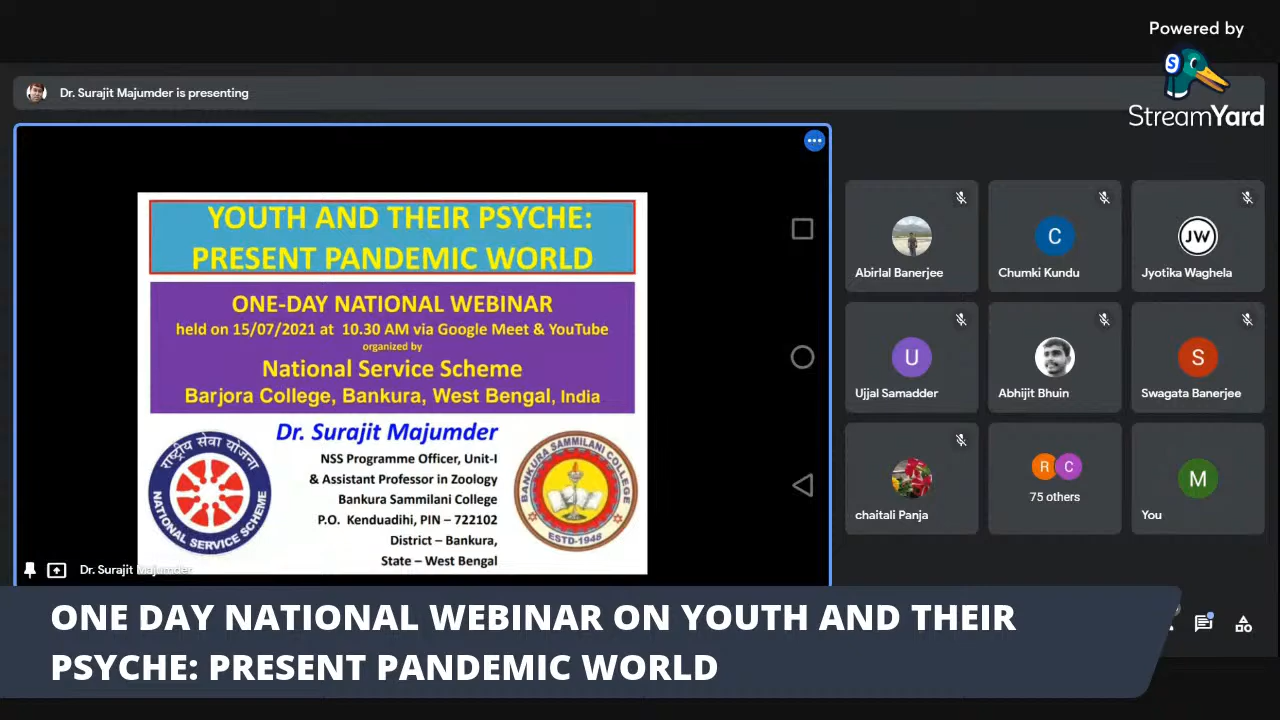 Powered by
StreamYard
Dr. Surajit Majumder is presenting
YOUTH AND THEIR PSYCHE:
PRESENT PANDEMIC WORLD
ONE-DAY NATIONAL WEBINAR
held on 15/07/2021 at 10.30 AM via Google Meet & YouTube
organized by
National Service Scheme
Barjora College, Bankura, West Bengal, India
Dr. Surajit Majumder
NSS Programme Officer, Unit-I
& Assistant Professor in Zoology
Bankura Sammilani College
P.O. Kenduadihi, PIN – 722102
District – Bankura,
State – West Bengal
राष्ट्रीय सेवा योजना
NATIONAL SERVICE SCHEME
BANKURA SAMMILANI COLLEGE
ESTD-1948
Dr. Surajit Majumder
Abirlal Banerjee
C
Chumki Kundu
JW
Jyotika Waghela
U
Ujjal Samadder
Abhijit Bhuin
S
Swagata Banerjee
chaitali Panja
R C
75 others
M
You
ONE DAY NATIONAL WEBINAR ON YOUTH AND THEIR
PSYCHE: PRESENT PANDEMIC WORLD